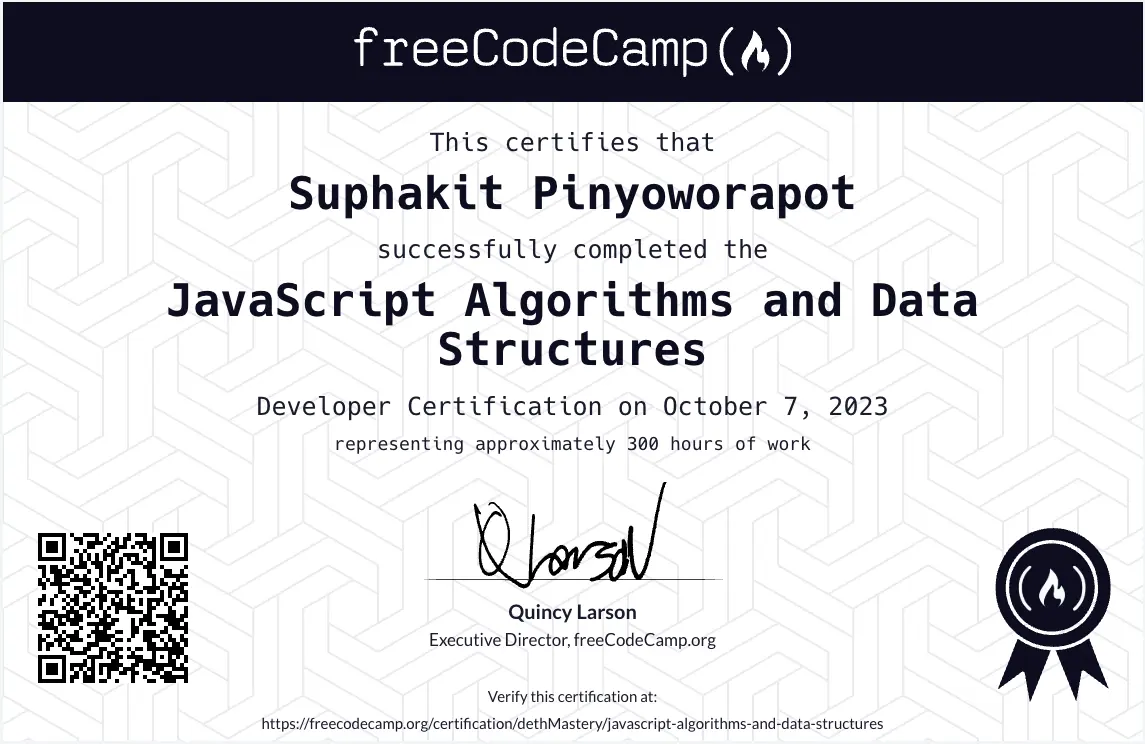 freeCodeCamp
This certifies that
Suphakit Pinyoworapot
successfully completed the
JavaScript Algorithms and Data
Structures
Developer Certification on October 7, 2023
representing approximately 300 hours of work
QLarson
Quincy Larson
Executive Director, freeCodeCamp.org
Verify this certification at:
https://freecodecamp.org/certification/dethMastery/javascript-algorithms-and-data-structures